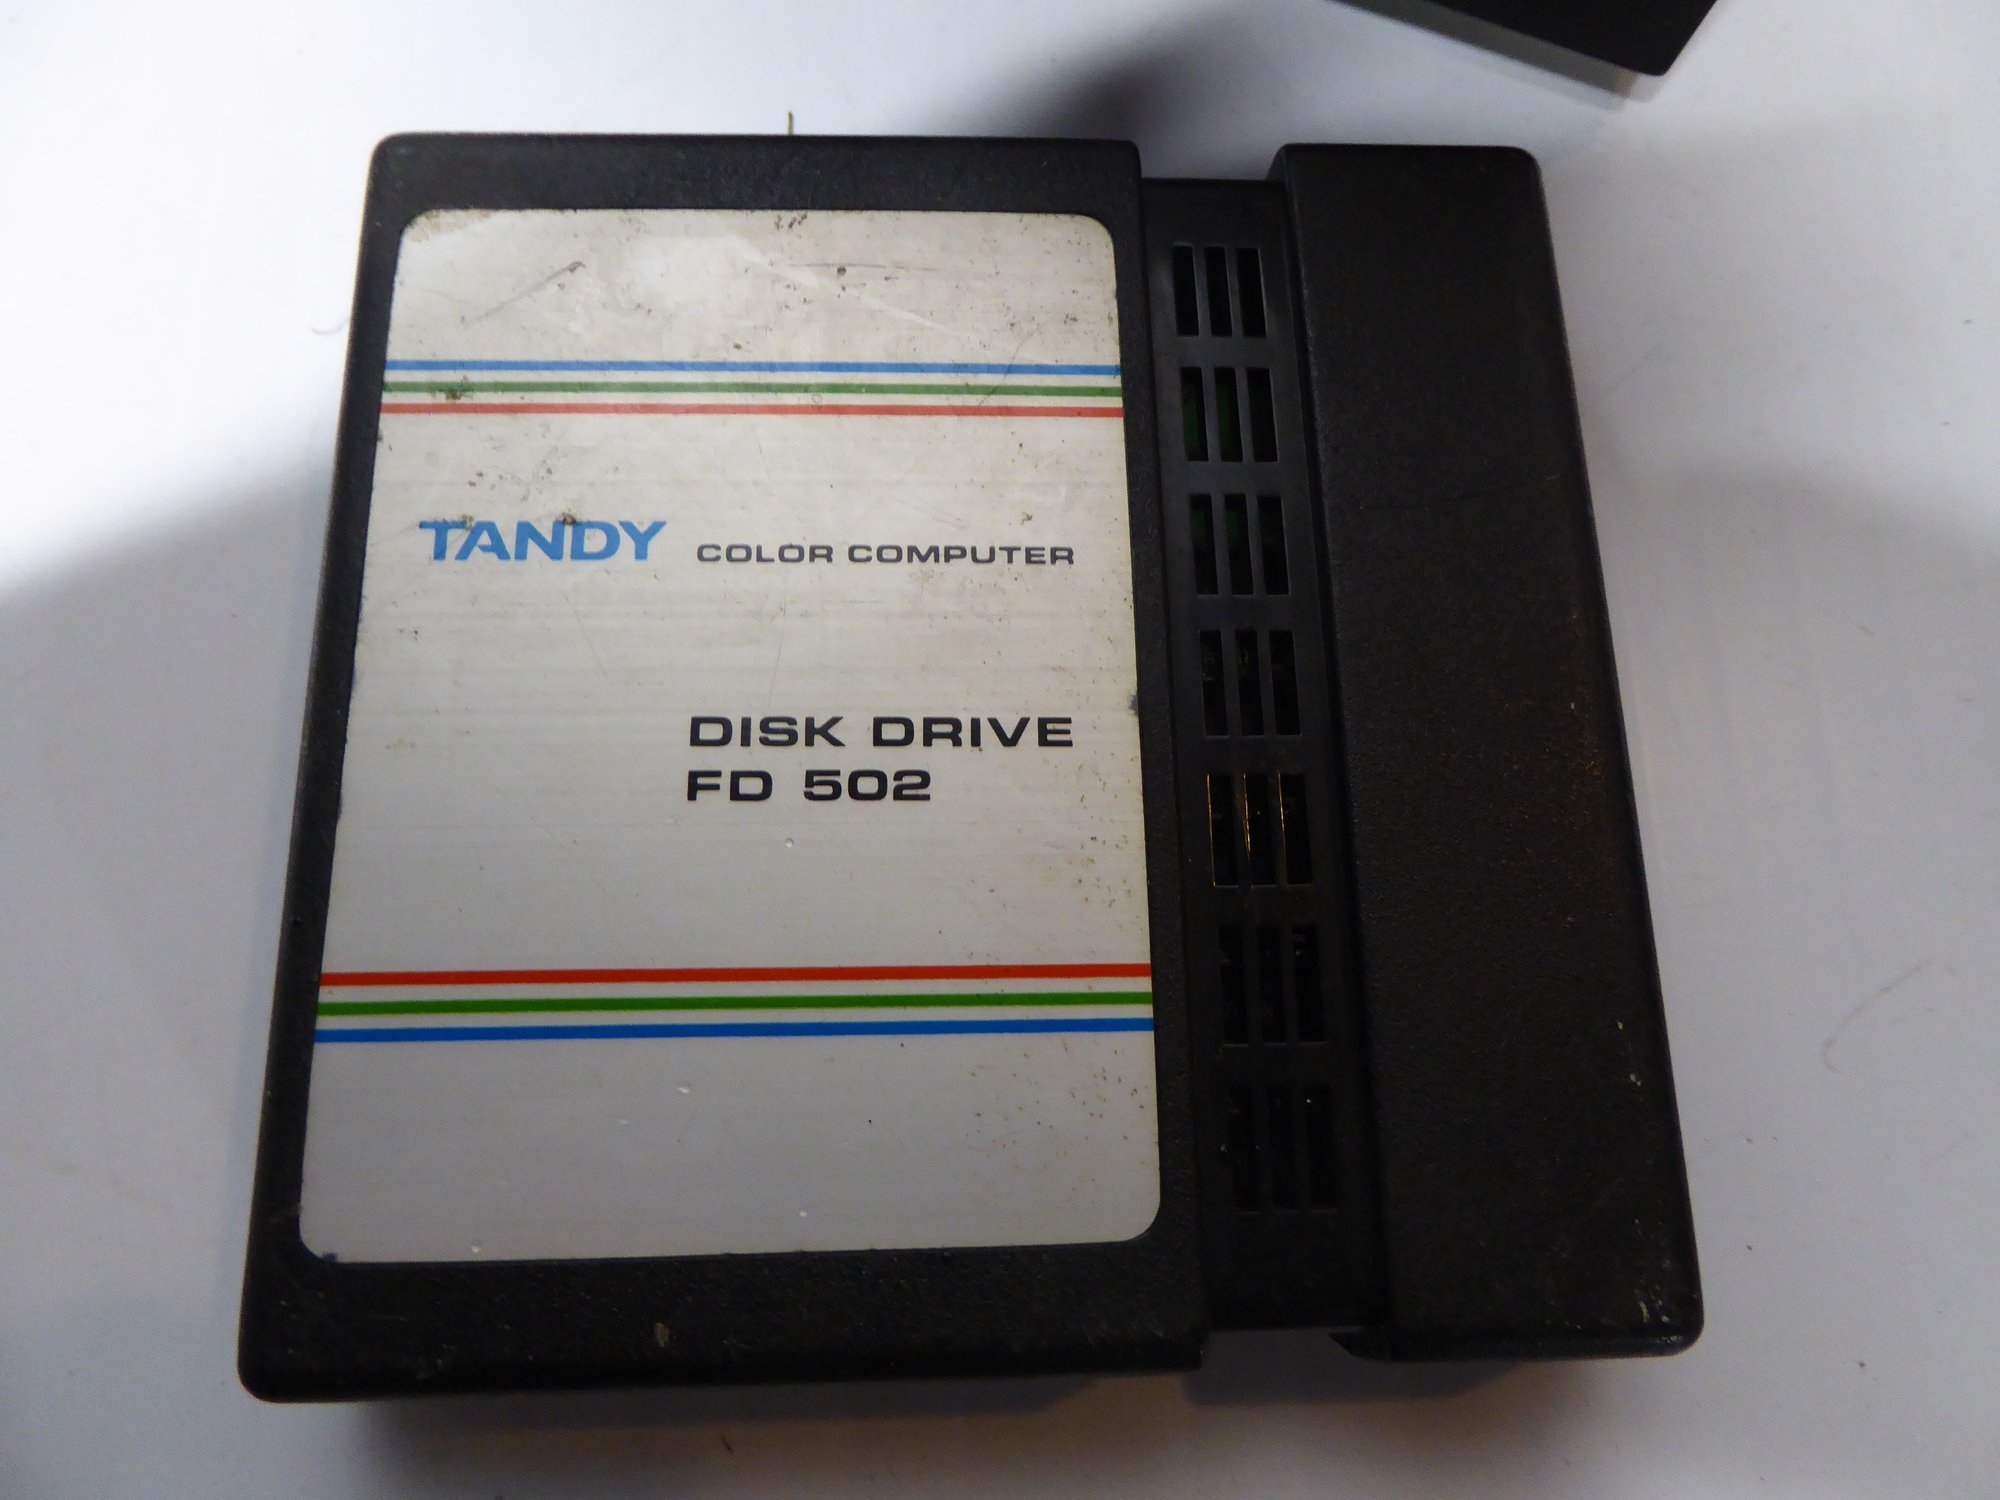 TANDY COLOR COMPUTER
DISK DRIVE
FD 502